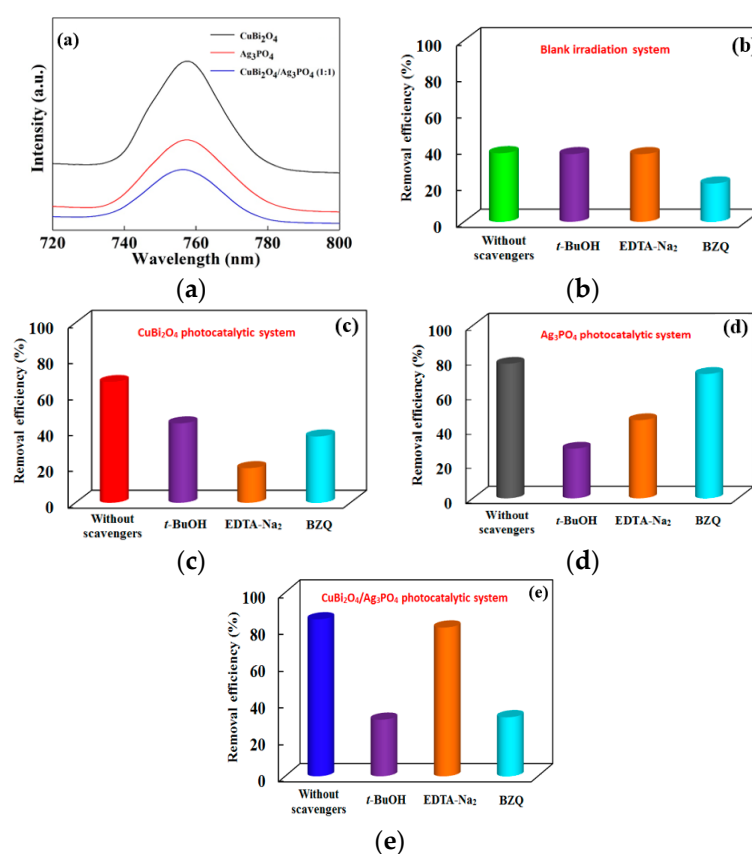 (a)
CuBi₂O₄
Ag₃PO₄
CuBi₂O₄/Ag₃PO₄ (1:1)
Intensity (a.u.)
720 740 760 780 800
Wavelength (nm)
(a)
(b)
Blank irradiation system
Removal efficiency (%)
100
80
60
40
20
0
Without scavengers
t-BuOH
EDTA-Na₂
BZQ
(b)
(c)
CuBi₂O₄ photocatalytic system
Removal efficiency (%)
100
80
60
40
20
0
Without scavengers
t-BuOH
EDTA-Na₂
BZQ
(c)
(d)
Ag₃PO₄ photocatalytic system
Removal efficiency (%)
100
80
60
40
20
0
Without scavengers
t-BuOH
EDTA-Na₂
BZQ
(d)
(e)
CuBi₂O₄/Ag₃PO₄ photocatalytic system
Removal efficiency (%)
100
80
60
40
20
0
Without scavengers
t-BuOH
EDTA-Na₂
BZQ
(e)